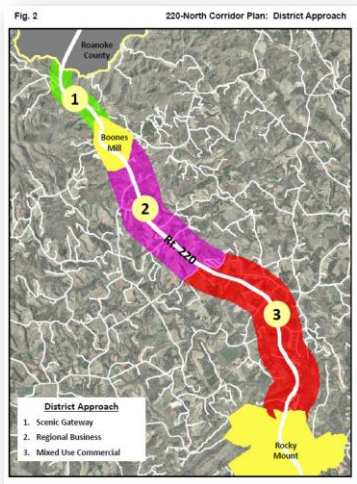 Fig. 2
220-North Corridor Plan: District Approach
Roanoke
County
1
Boones
Mill
2
Rt. 220
3
District Approach
1. Scenic Gateway
2. Regional Business
3. Mixed Use Commercial
Rocky
Mount